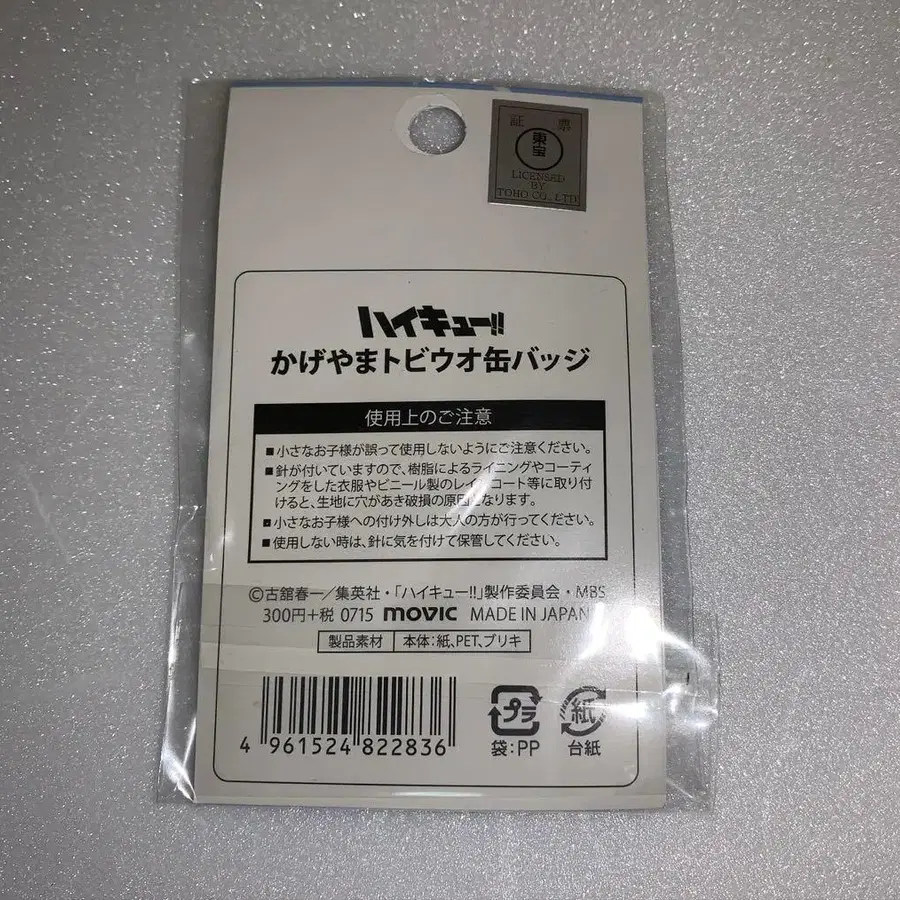 証 票
東宝
LICENSED
BY
TOHO CO., LTD
ハイキュー!!
かげやまトビウオ缶バッジ
使用上のご注意
■小さなお子様が誤って使用しないようにご注意ください。
■針が付いていますので、樹脂によるライニングやコーティ
ングをした衣服やビニール製のレインコート等に取り付
けると、生地に穴があき破損の原因となります。
■小さなお子様への付け外しは大人の方が行ってください。
■使用しない時は、針に気を付けて保管してください。
©古舘春一/集英社・「ハイキュー!!」製作委員会・MBS
300円+税 0715 movic MADE IN JAPAN
製品素材 本体:紙、PET、ブリキ
4 961524 822836
プラ
袋:PP
紙
台紙